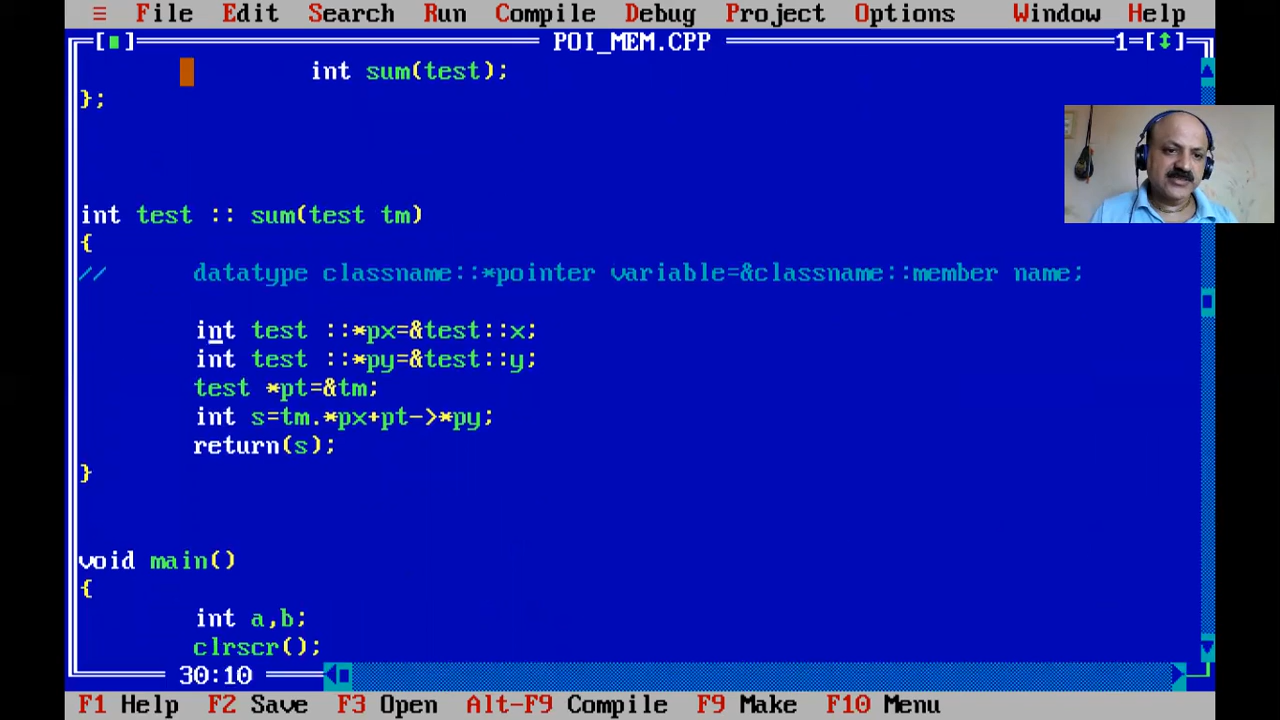 ≡ File Edit Search Run Compile Debug Project Options Window Help
[■] POI_MEM.CPP 1=[↕]
int sum(test);
};
int test :: sum(test tm)
{
// datatype classname::*pointer variable=&classname::member name;
int test ::*px=&test::x;
int test ::*py=&test::y;
test *pt=&tm;
int s=tm.*px+pt->*py;
return(s);
}
void main()
{
int a,b;
clrscr();
30:10
F1 Help F2 Save F3 Open Alt-F9 Compile F9 Make F10 Menu